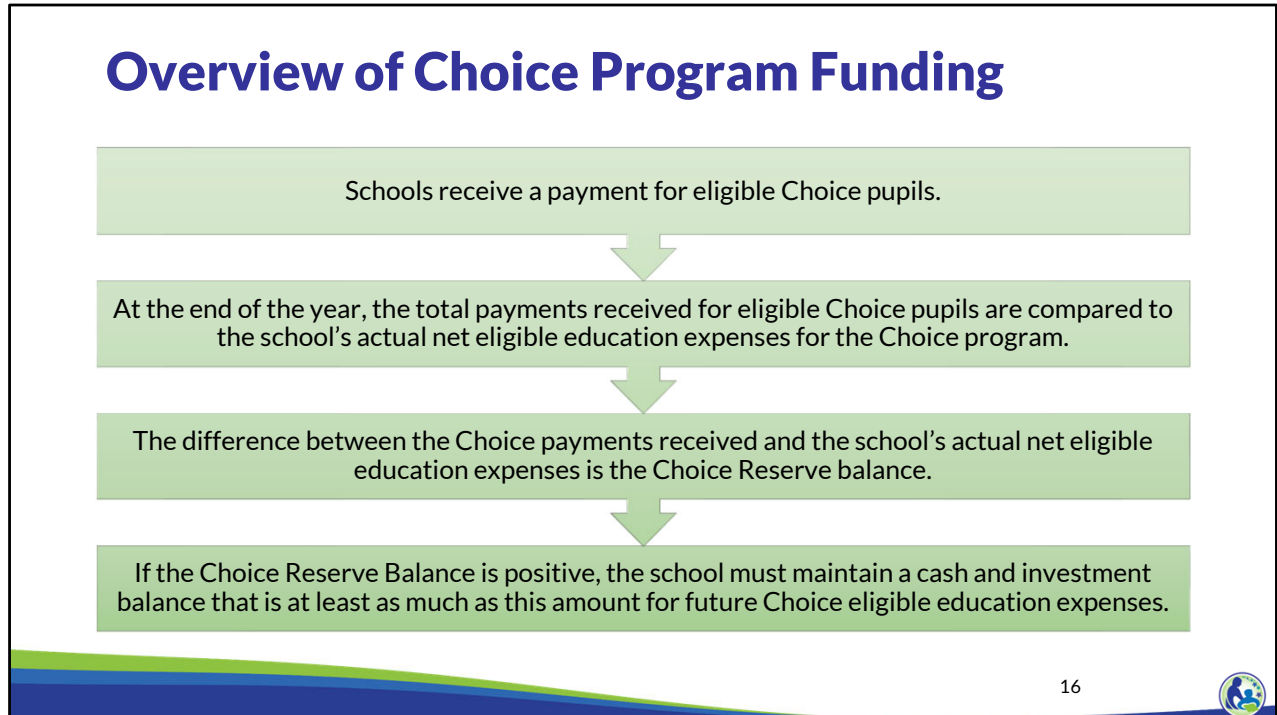 Overview of Choice Program Funding
Schools receive a payment for eligible Choice pupils.
At the end of the year, the total payments received for eligible Choice pupils are compared to
the school’s actual net eligible education expenses for the Choice program.
The difference between the Choice payments received and the school’s actual net eligible
education expenses is the Choice Reserve balance.
If the Choice Reserve Balance is positive, the school must maintain a cash and investment
balance that is at least as much as this amount for future Choice eligible education expenses.
16